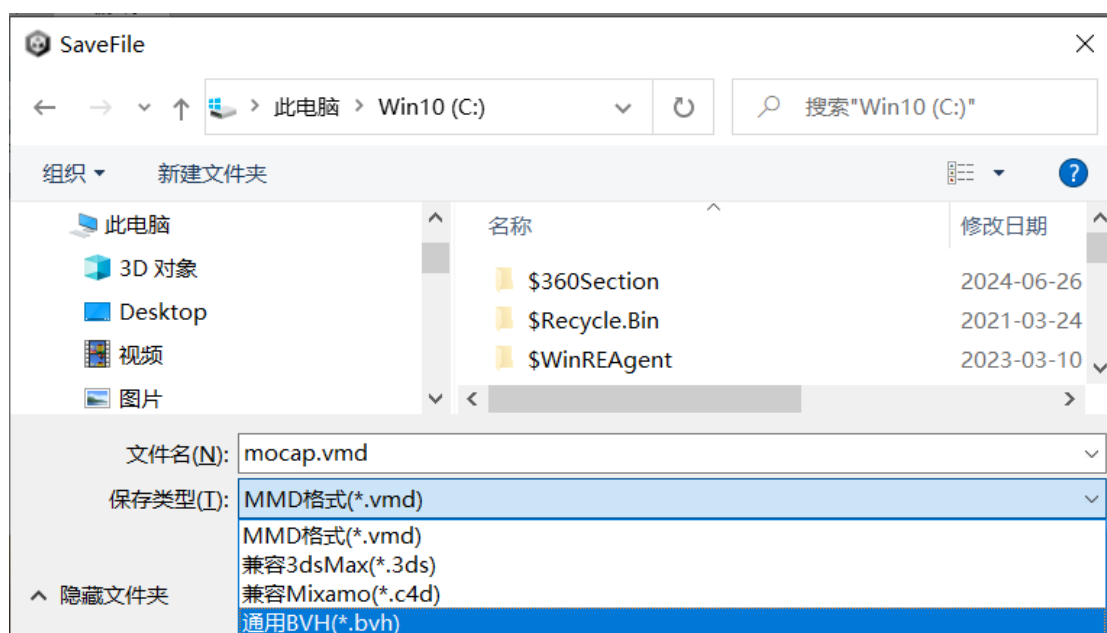 SaveFile
此电脑 > Win10 (C:)
搜索"Win10 (C:)"
组织
新建文件夹
此电脑
3D 对象
Desktop
视频
图片
名称
修改日期
$360Section 2024-06-26
$Recycle.Bin 2021-03-24
$WinREAgent 2023-03-10
文件名(N): mocap.vmd
保存类型(T): MMD格式(*.vmd)
MMD格式(*.vmd)
兼容3dsMax(*.3ds)
兼容Mixamo(*.c4d)
通用BVH(*.bvh)
隐藏文件夹